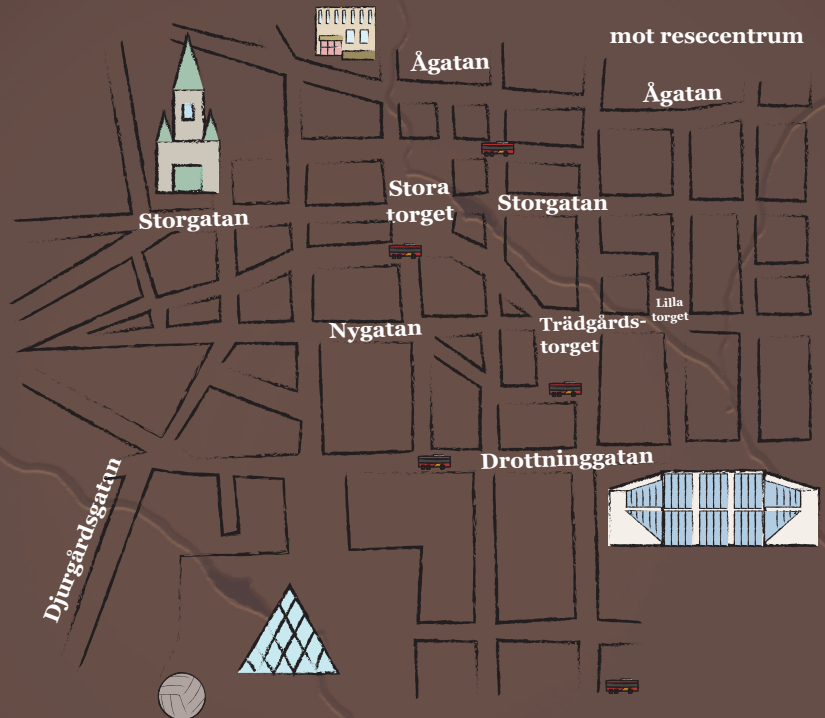 mot resecentrum
Ågatan
Ågatan
Stora
torget
Storgatan
Storgatan
Lilla
torget
Nygatan
Trädgårds-
torget
Drottninggatan
Djurgårdsgatan